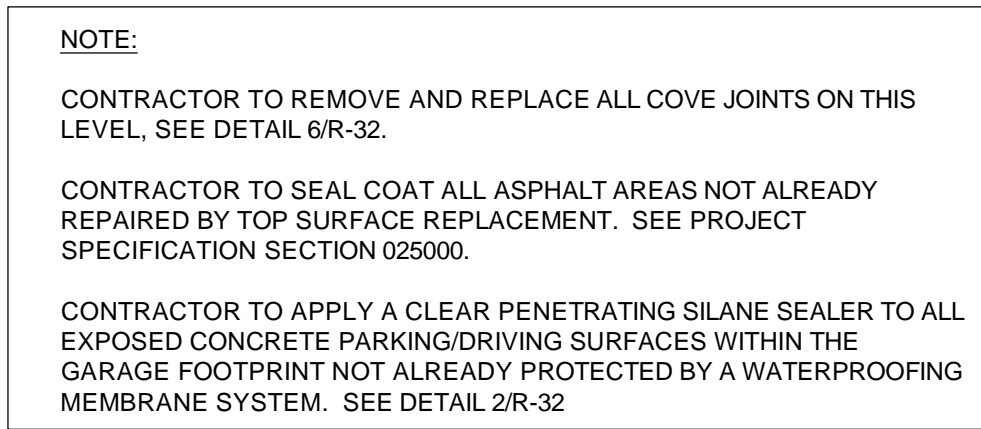 NOTE:
CONTRACTOR TO REMOVE AND REPLACE ALL COVE JOINTS ON THIS
LEVEL, SEE DETAIL 6/R-32.
CONTRACTOR TO SEAL COAT ALL ASPHALT AREAS NOT ALREADY
REPAIRED BY TOP SURFACE REPLACEMENT.  SEE PROJECT
SPECIFICATION SECTION 025000.
CONTRACTOR TO APPLY A CLEAR PENETRATING SILANE SEALER TO ALL
EXPOSED CONCRETE PARKING/DRIVING SURFACES WITHIN THE
GARAGE FOOTPRINT NOT ALREADY PROTECTED BY A WATERPROOFING
MEMBRANE SYSTEM.  SEE DETAIL 2/R-32